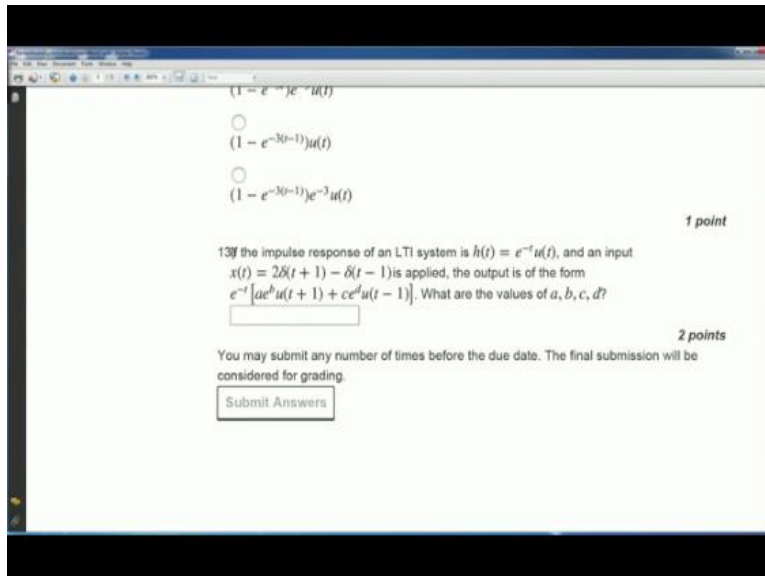 (1 − e
(1 − e^{-3(t-1)})u(t)
(1 − e^{-3(t-1)})e^{-3}u(t)
1 point
13) If the impulse response of an LTI system is h(t) = e^{-t}u(t), and an input
x(t) = 2δ(t + 1) − δ(t − 1) is applied, the output is of the form
e^{-t}[ae^b u(t + 1) + ce^d u(t − 1)]. What are the values of a, b, c, d?
2 points
You may submit any number of times before the due date. The final submission will be
considered for grading.
Submit Answers